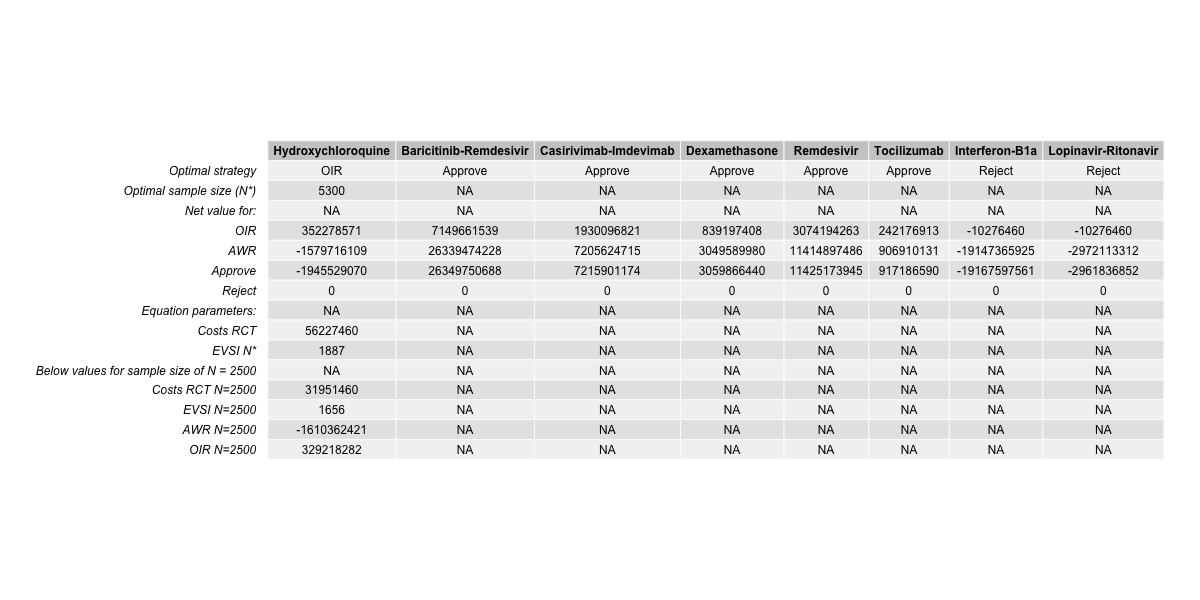 Hydroxychloroquine Baricitinib-Remdesivir Casirivimab-Imdevimab Dexamethasone Remdesivir Tocilizumab Interferon-B1a Lopinavir-Ritonavir
Optimal strategy OIR Approve Approve Approve Approve Approve Reject Reject
Optimal sample size (N*) 5300 NA NA NA NA NA NA NA
Net value for: NA NA NA NA NA NA NA NA
OIR 352278571 7149661539 1930096821 839197408 3074194263 242176913 -10276460 -10276460
AWR -1579716109 26339474228 7205624715 3049589980 11414897486 906910131 -19147365925 -2972113312
Approve -1945529070 26349750688 7215901174 3059866440 11425173945 917186590 -19167597561 -2961836852
Reject 0 0 0 0 0 0 0 0
Equation parameters: NA NA NA NA NA NA NA NA
Costs RCT 56227460 NA NA NA NA NA NA NA
EVSI N* 1887 NA NA NA NA NA NA NA
Below values for sample size of N = 2500 NA NA NA NA NA NA NA NA
Costs RCT N=2500 31951460 NA NA NA NA NA NA NA
EVSI N=2500 1656 NA NA NA NA NA NA NA
AWR N=2500 -1610362421 NA NA NA NA NA NA NA
OIR N=2500 329218282 NA NA NA NA NA NA NA